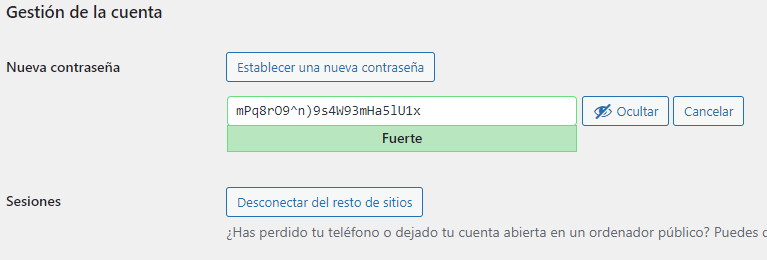 Gestión de la cuenta
Nueva contraseña
Establecer una nueva contraseña
mPq8rO9^n)9s4W93mHa5lU1x
Ocultar
Cancelar
Fuerte
Sesiones
Desconectar del resto de sitios
¿Has perdido tu teléfono o dejado tu cuenta abierta en un ordenador público? Puedes